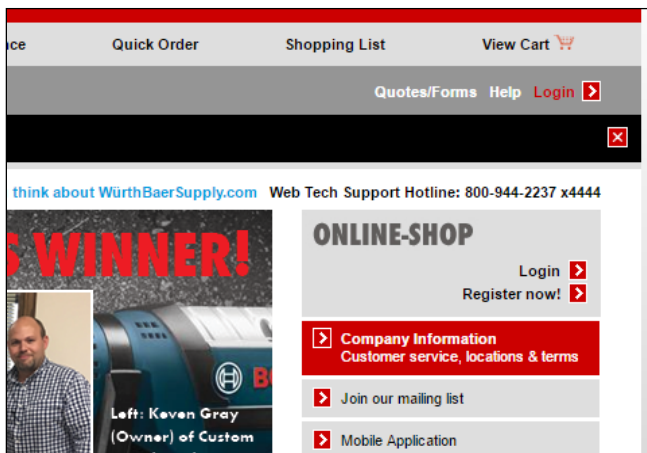 Quick Order Shopping List View Cart
Quotes/Forms Help Login
think about WürthBaerSupply.com Web Tech Support Hotline: 800-944-2237 x4444
WINNER!
ONLINE-SHOP
Login
Register now!
Company Information
Customer service, locations & terms
Join our mailing list
Mobile Application
BOSCH
Left: Keven Gray
(Owner) of Custom